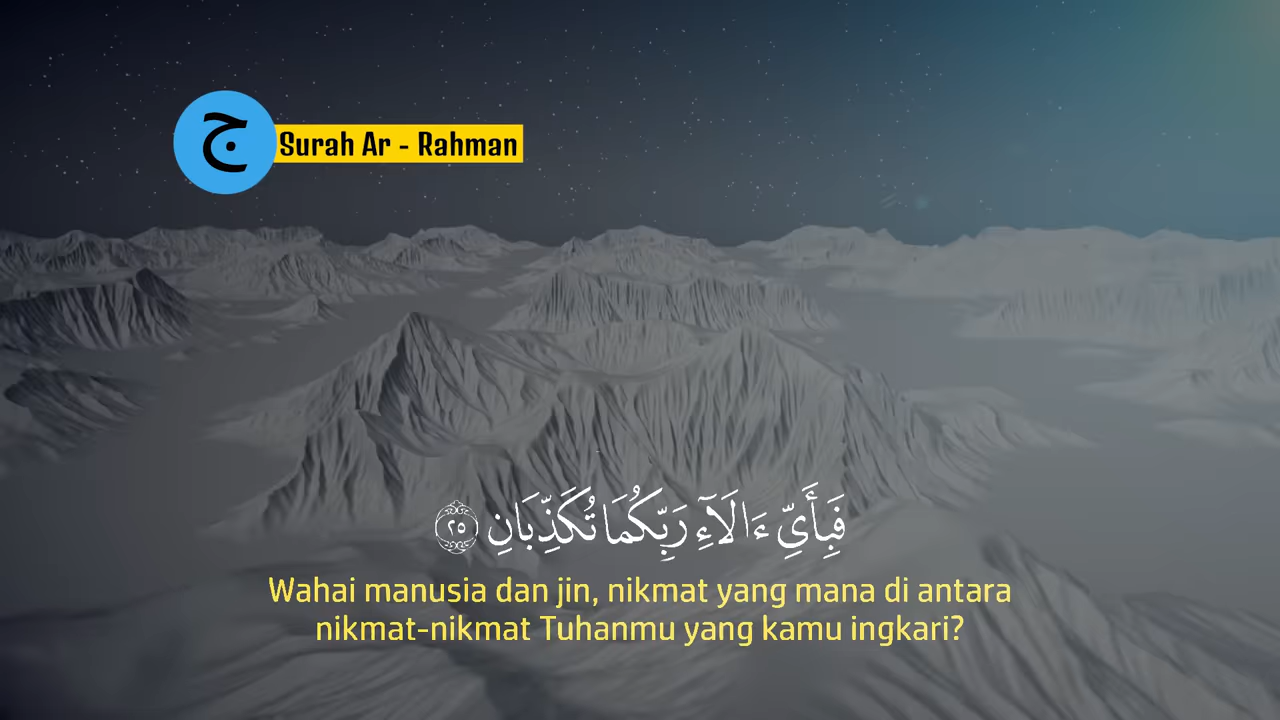 ج
Surah Ar - Rahman
فَبِأَىِّ ءَالَآءِ رَبِّكُمَا تُكَذِّبَانِ ٢٥
Wahai manusia dan jin, nikmat yang mana di antara
nikmat-nikmat Tuhanmu yang kamu ingkari?